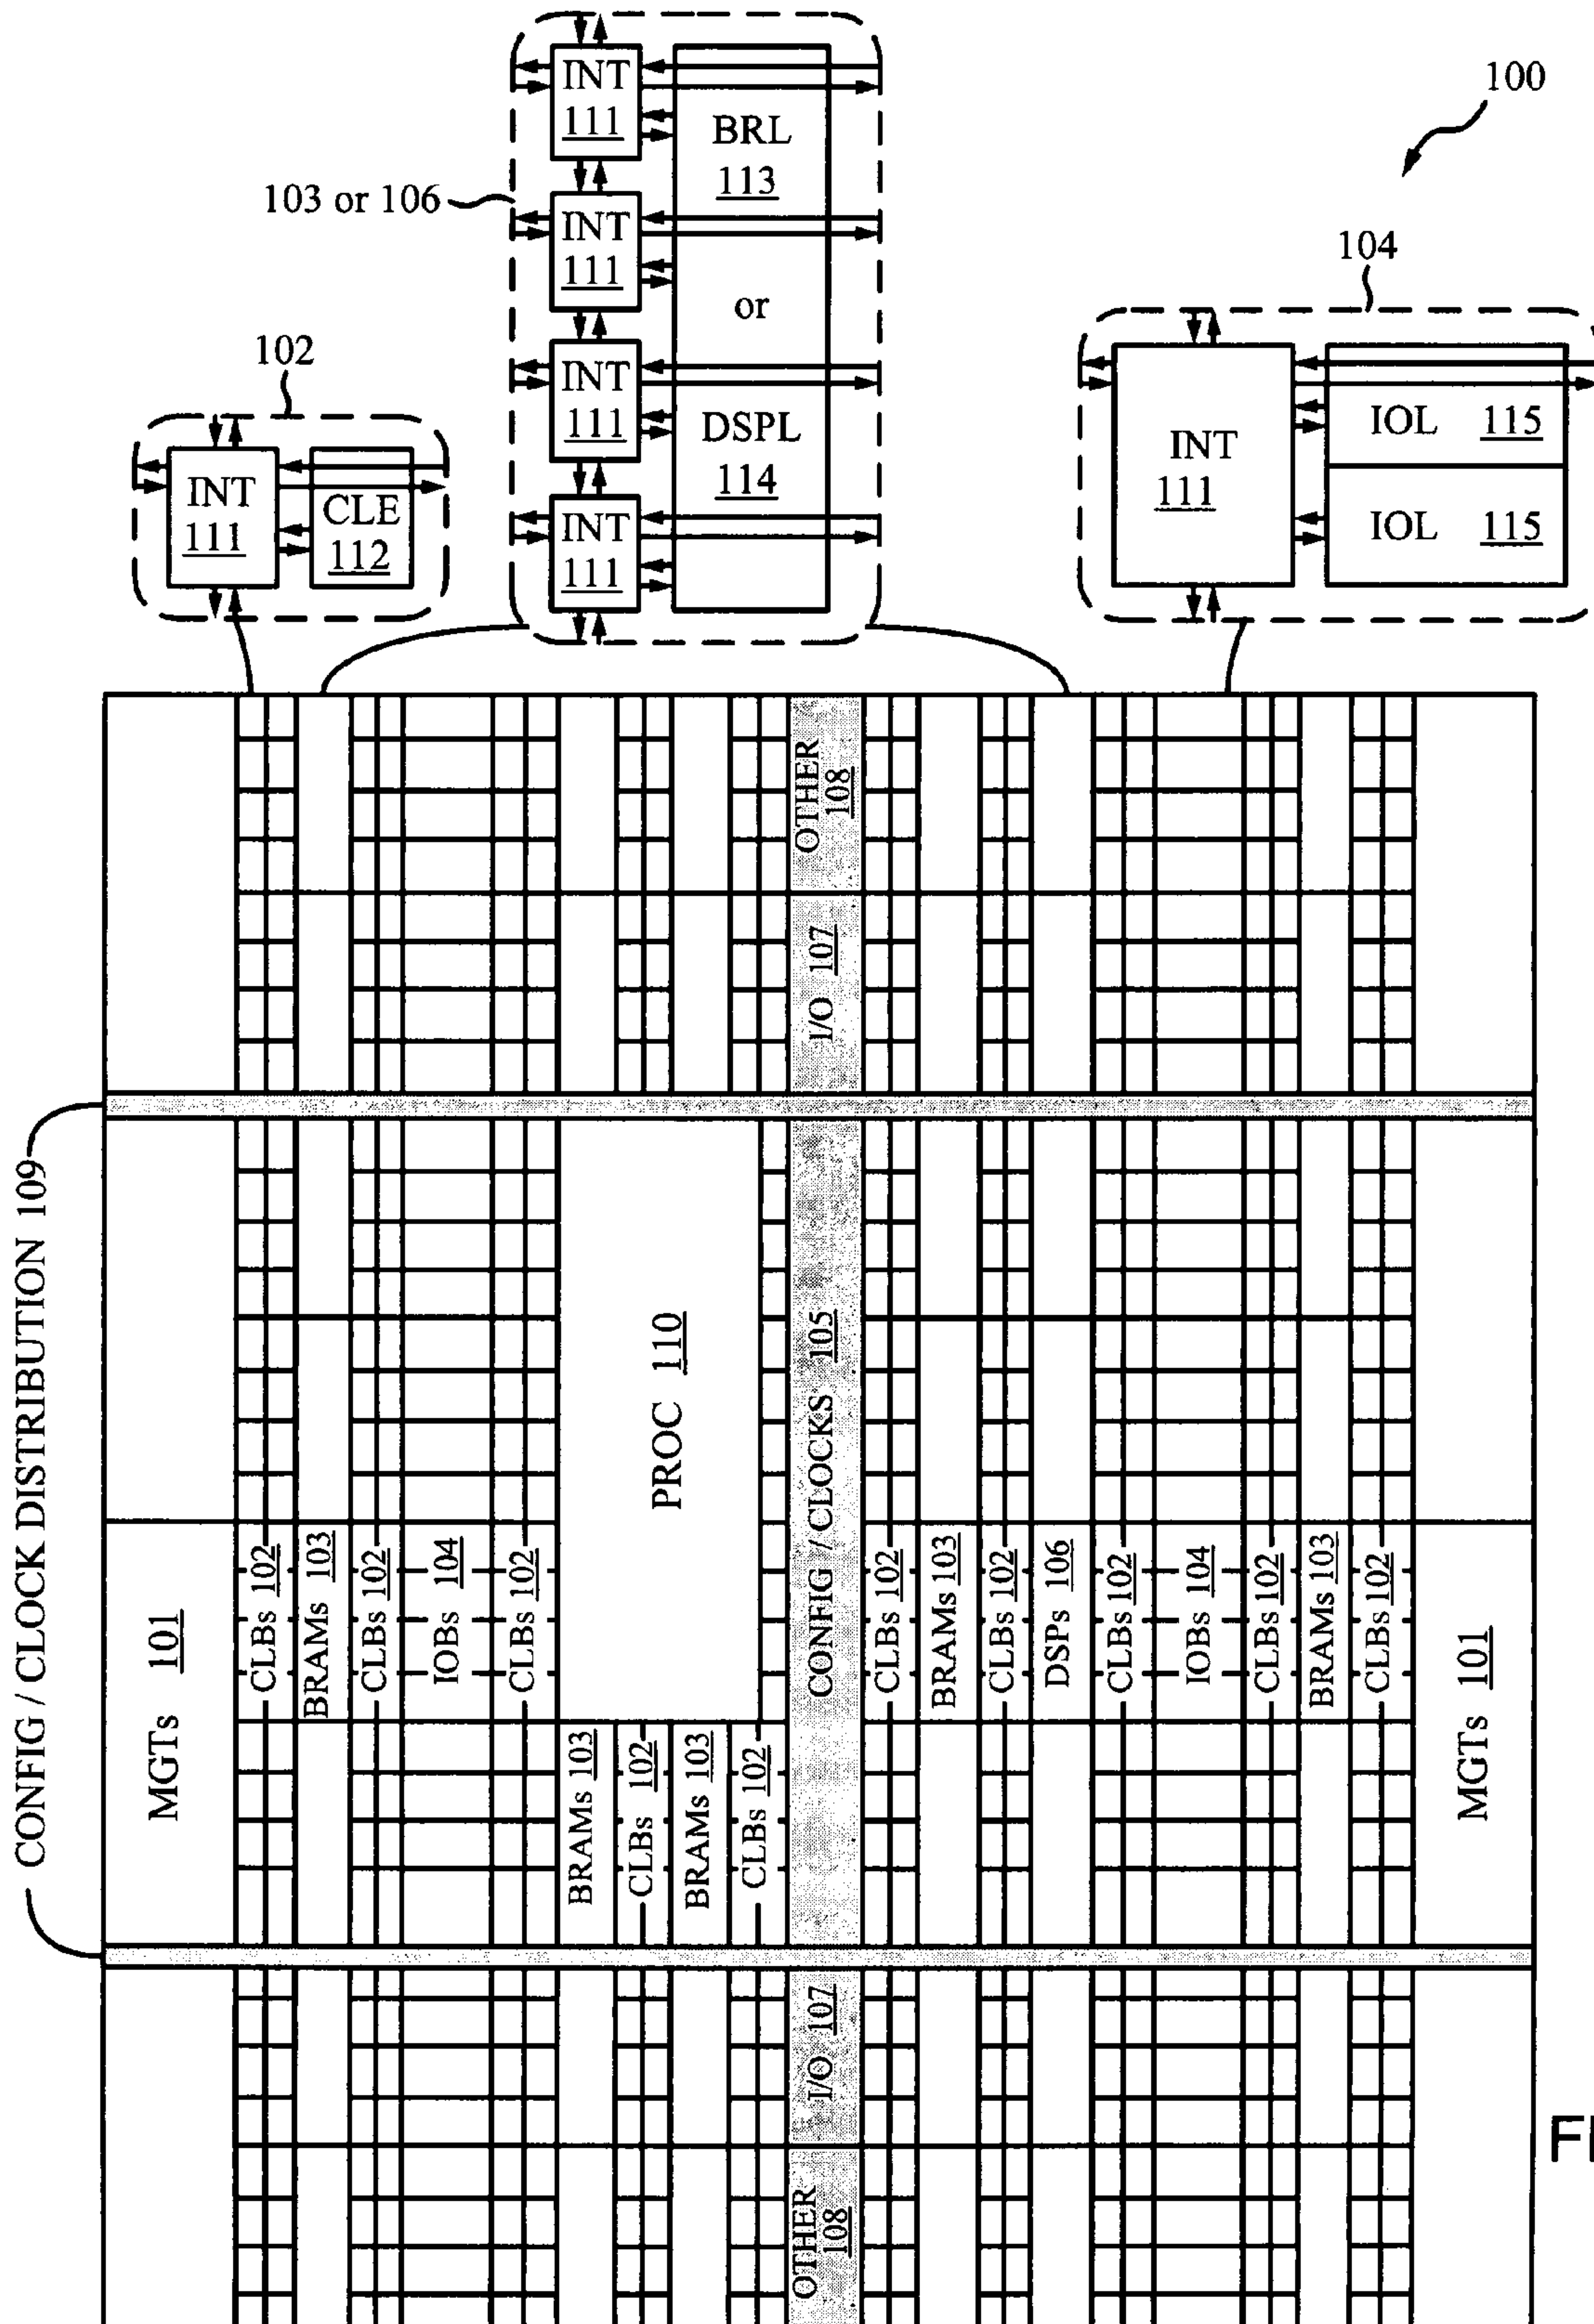 100
INT
111
INT
111
INT
111
INT
111
BRL
113
or
DSPL
114
103 or 106
104
INT
111
IOL 115
IOL 115
102
INT
111
CLE
112
OTHER
108
I/O 107
CONFIG / CLOCK DISTRIBUTION 109
PROC 110
CONFIG / CLOCKS 105
MGTs 101
CLBs 102
BRAMs 103
CLBs 102
IOBs 104
CLBs 102
BRAMs 103
CLBs 102
BRAMs 103
CLBs 102
CLBs 102
BRAMs 103
CLBs 102
DSPs 106
CLBs 102
IOBs 104
CLBs 102
BRAMs 103
CLBs 102
MGTs 101
I/O 107
OTHER
108